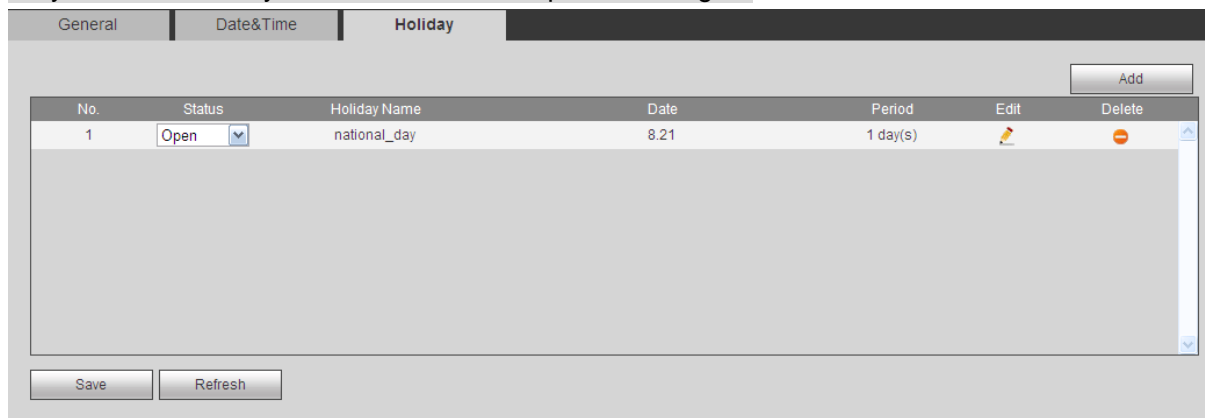 General Date&Time Holiday
Add
No. Status Holiday Name Date Period Edit Delete
1 Open national_day 8.21 1 day(s)
Save Refresh